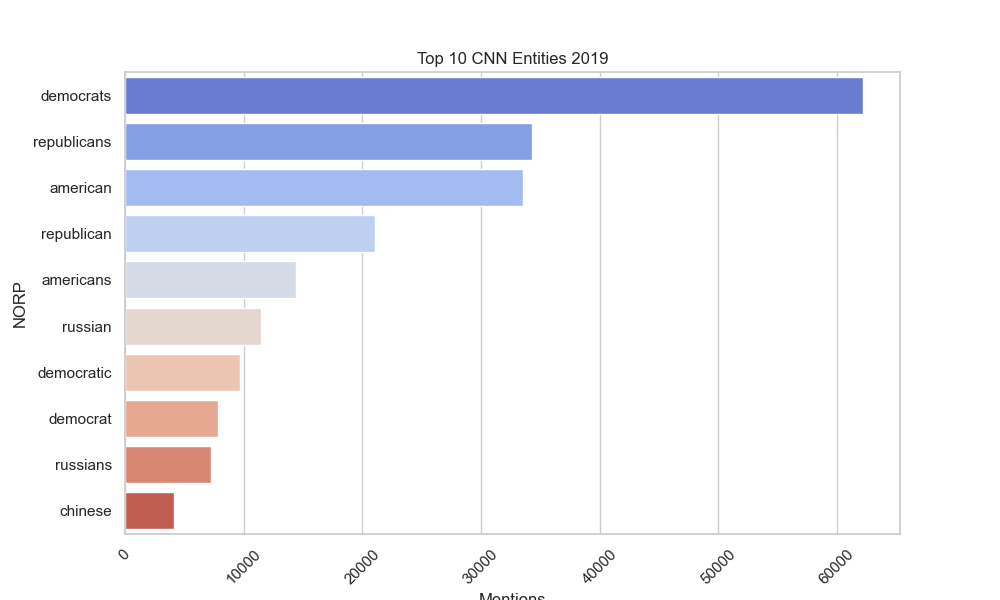 Top 10 CNN Entities 2019
democrats
republicans
american
republican
americans
russian
democratic
democrat
russians
chinese
NORP
0
10000
20000
30000
40000
50000
60000
Mentions